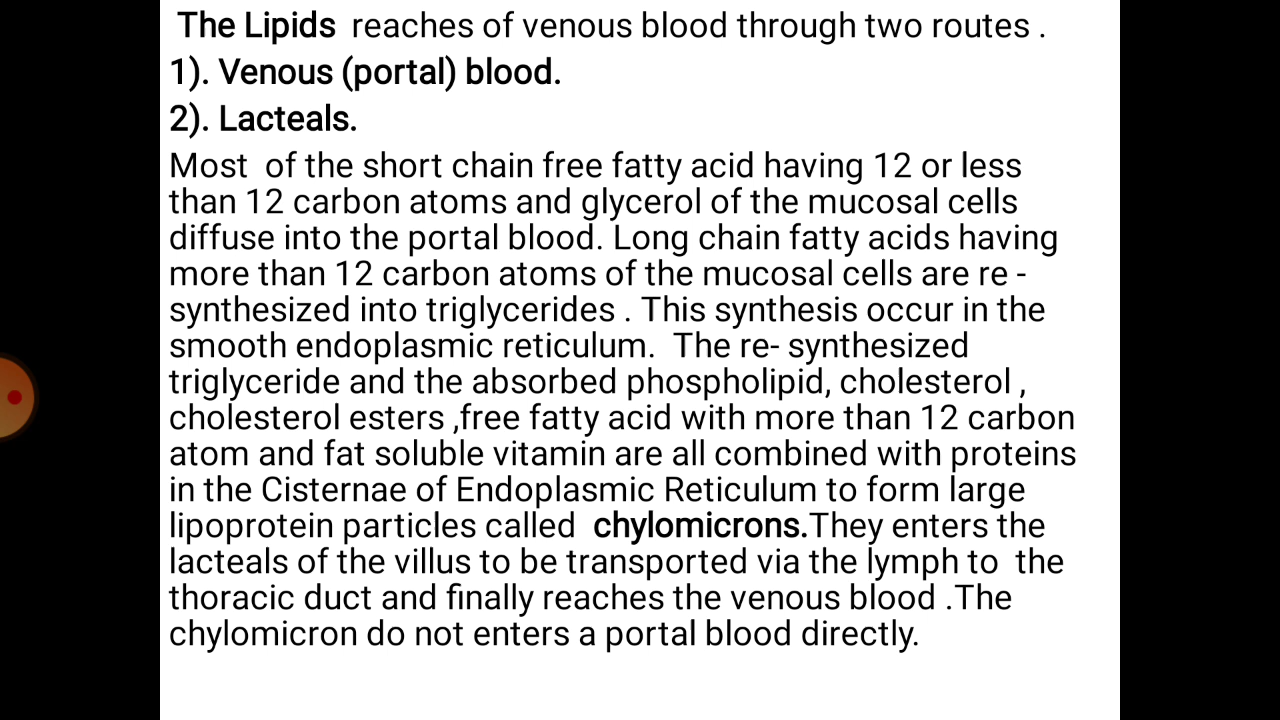 The Lipids reaches of venous blood through two routes .
1). Venous (portal) blood.
2). Lacteals.
Most of the short chain free fatty acid having 12 or less
than 12 carbon atoms and glycerol of the mucosal cells
diffuse into the portal blood. Long chain fatty acids having
more than 12 carbon atoms of the mucosal cells are re -
synthesized into triglycerides . This synthesis occur in the
smooth endoplasmic reticulum. The re- synthesized
triglyceride and the absorbed phospholipid, cholesterol ,
cholesterol esters ,free fatty acid with more than 12 carbon
atom and fat soluble vitamin are all combined with proteins
in the Cisternae of Endoplasmic Reticulum to form large
lipoprotein particles called chylomicrons.They enters the
lacteals of the villus to be transported via the lymph to the
thoracic duct and finally reaches the venous blood .The
chylomicron do not enters a portal blood directly.